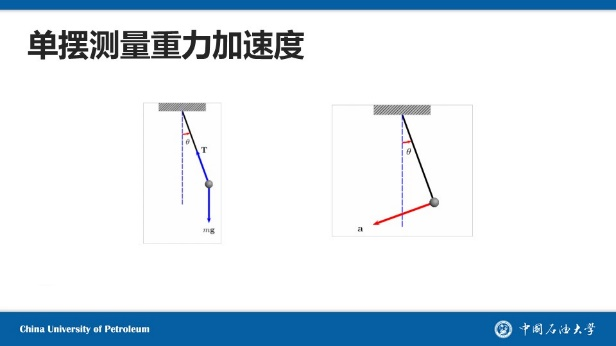 单摆测量重力加速度
θ
T
mg
θ
a
China University of Petroleum
中国石油大学